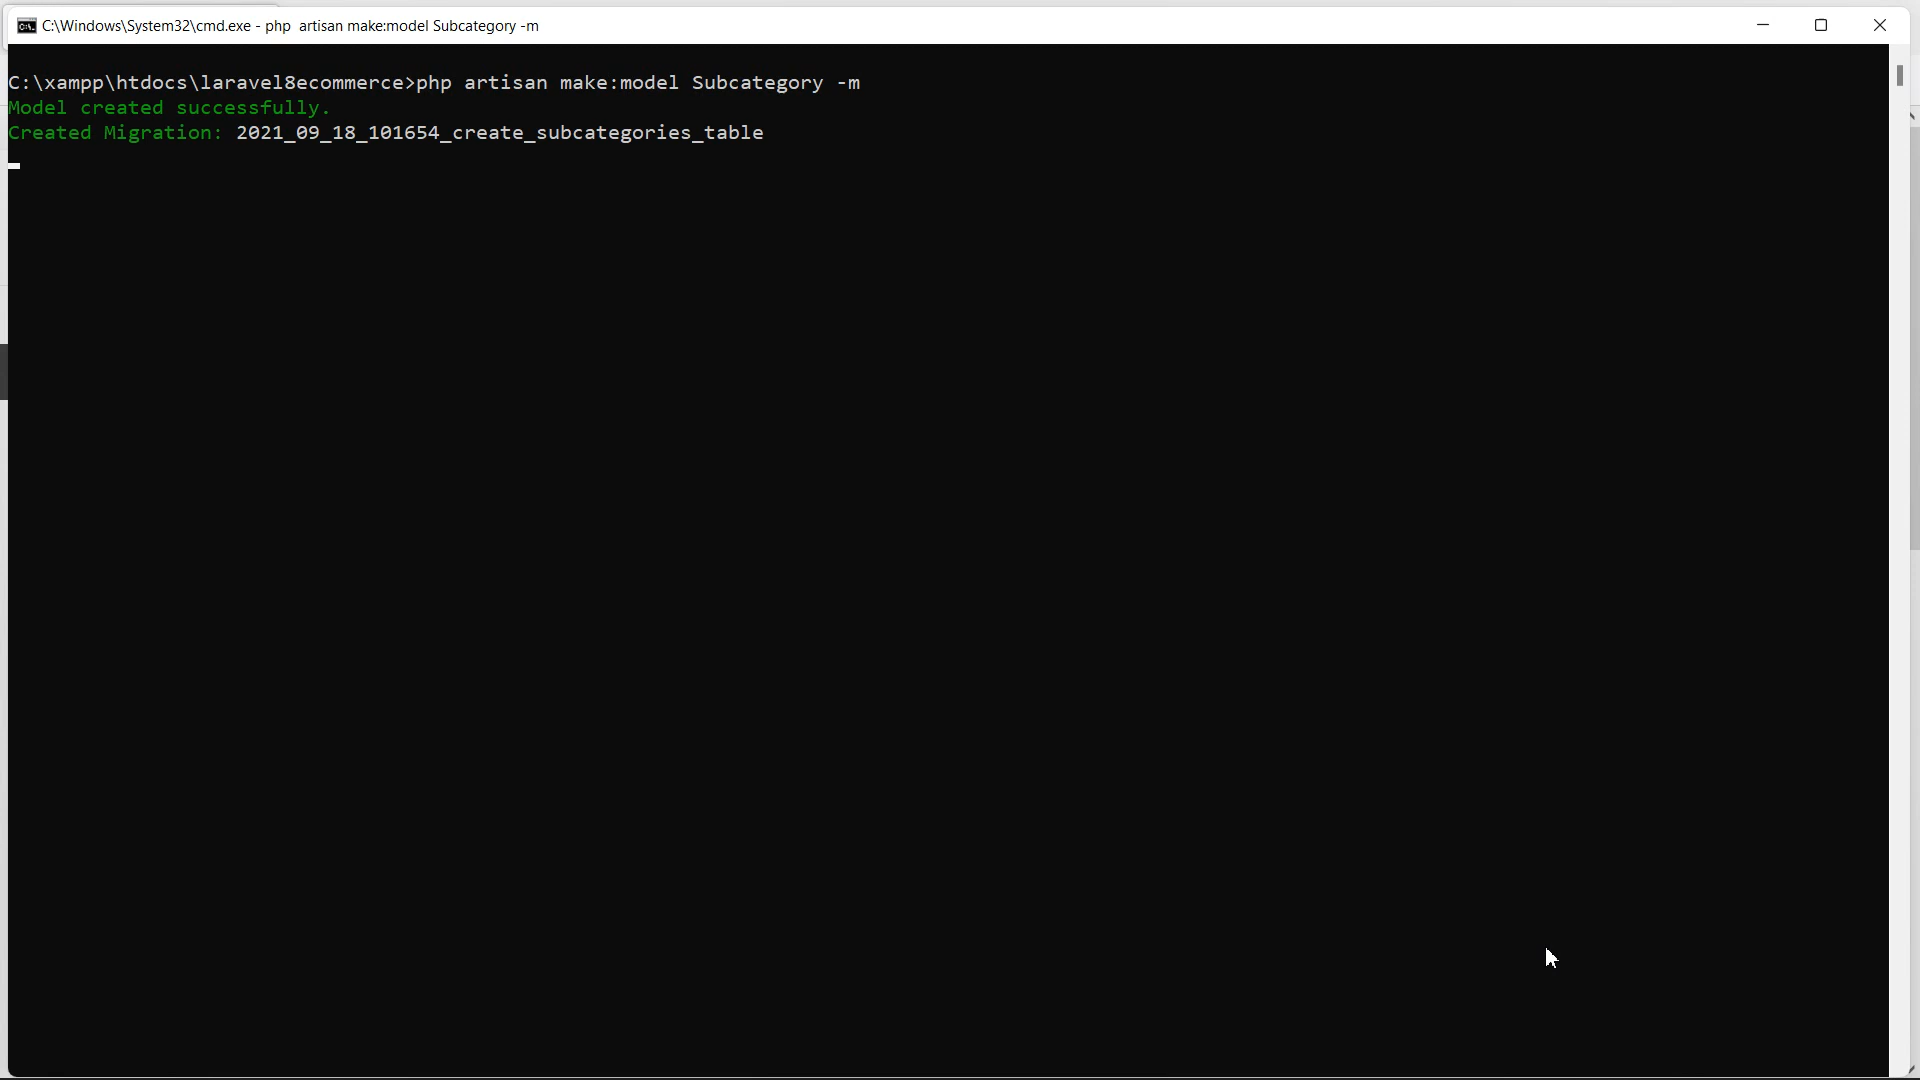 C:\Windows\System32\cmd.exe - php  artisan make:model Subcategory -m
C:\xampp\htdocs\laravel8ecommerce>php artisan make:model Subcategory -m
Model created successfully.
Created Migration: 2021_09_18_101654_create_subcategories_table